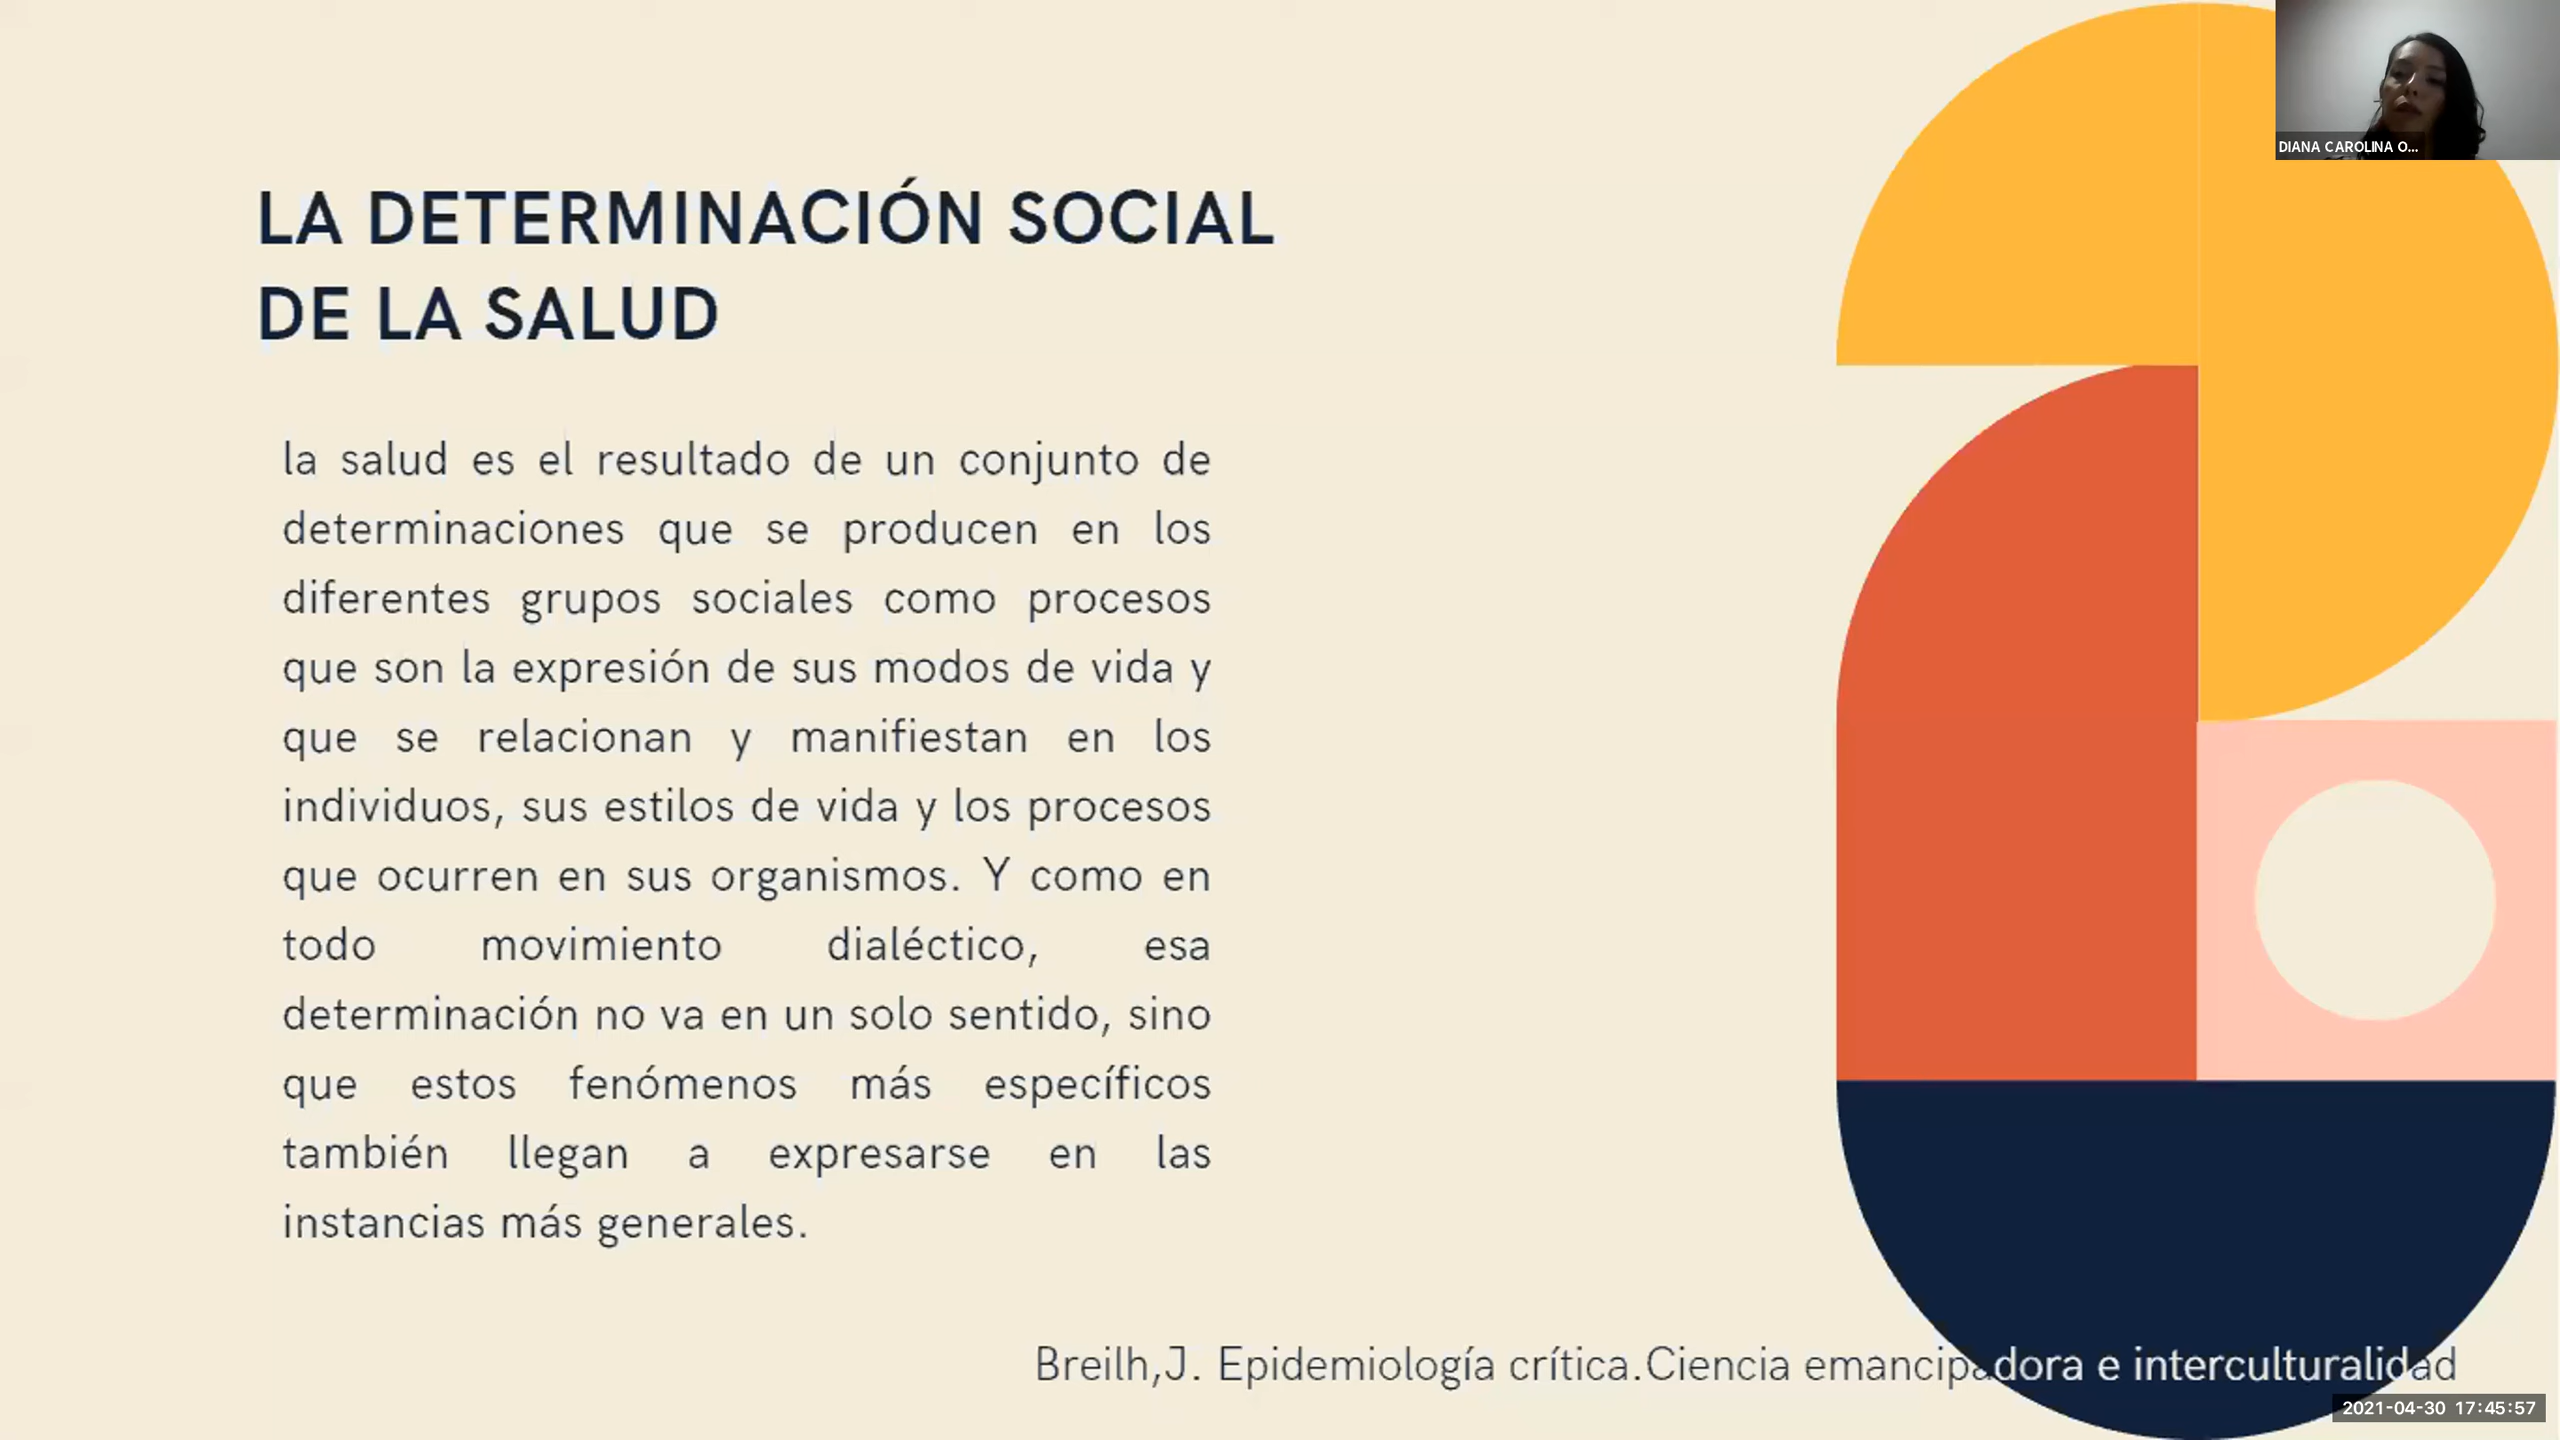 DIANA CAROLINA O...
LA DETERMINACIÓN SOCIAL
DE LA SALUD
la salud es el resultado de un conjunto de
determinaciones que se producen en los
diferentes grupos sociales como procesos
que son la expresión de sus modos de vida y
que se relacionan y manifiestan en los
individuos, sus estilos de vida y los procesos
que ocurren en sus organismos. Y como en
todo movimiento dialéctico, esa
determinación no va en un solo sentido, sino
que estos fenómenos más específicos
también llegan a expresarse en las
instancias más generales.
Breilh,J. Epidemiología crítica.Ciencia emancipadora e interculturalidad
2021-04-30 17:45:57